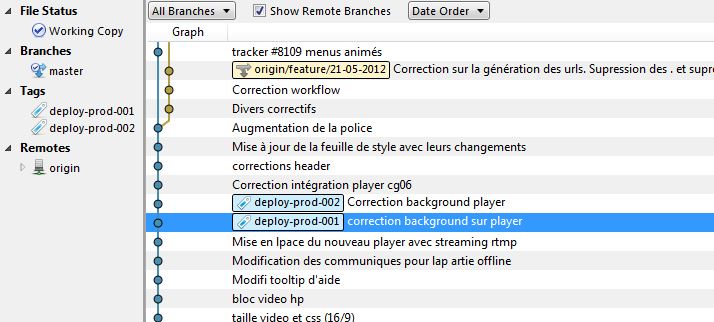 File Status
Working Copy
Branches
master
Tags
deploy-prod-001
deploy-prod-002
Remotes
origin
All Branches Show Remote Branches Date Order
Graph
tracker #8109 menus animés
origin/feature/21-05-2012 Correction sur la génération des urls. Supression des . et supre
Correction workflow
Divers correctifs
Augmentation de la police
Mise à jour de la feuille de style avec leurs changements
corrections header
Correction intégration player cg06
deploy-prod-002 Correction background player
deploy-prod-001 correction background sur player
Mise en lpace du nouveau player avec streaming rtmp
Modification des communiques pour lap artie offline
Modifi tooltip d'aide
bloc video hp
taille video et css (16/9)